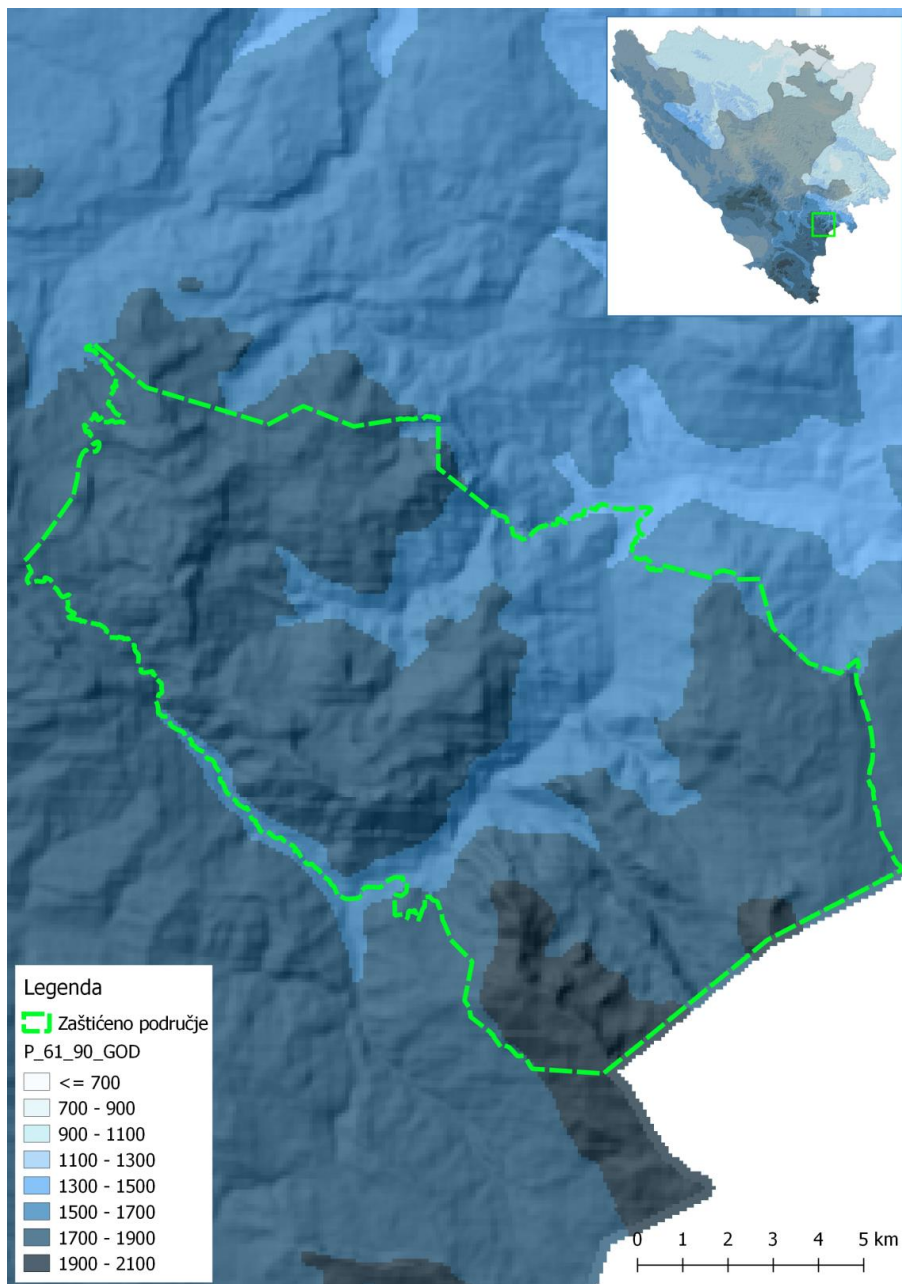 Legenda
Zaštićeno područje
P_61_90_GOD
<= 700
700 - 900
900 - 1100
1100 - 1300
1300 - 1500
1500 - 1700
1700 - 1900
1900 - 2100
0 1 2 3 4 5 km